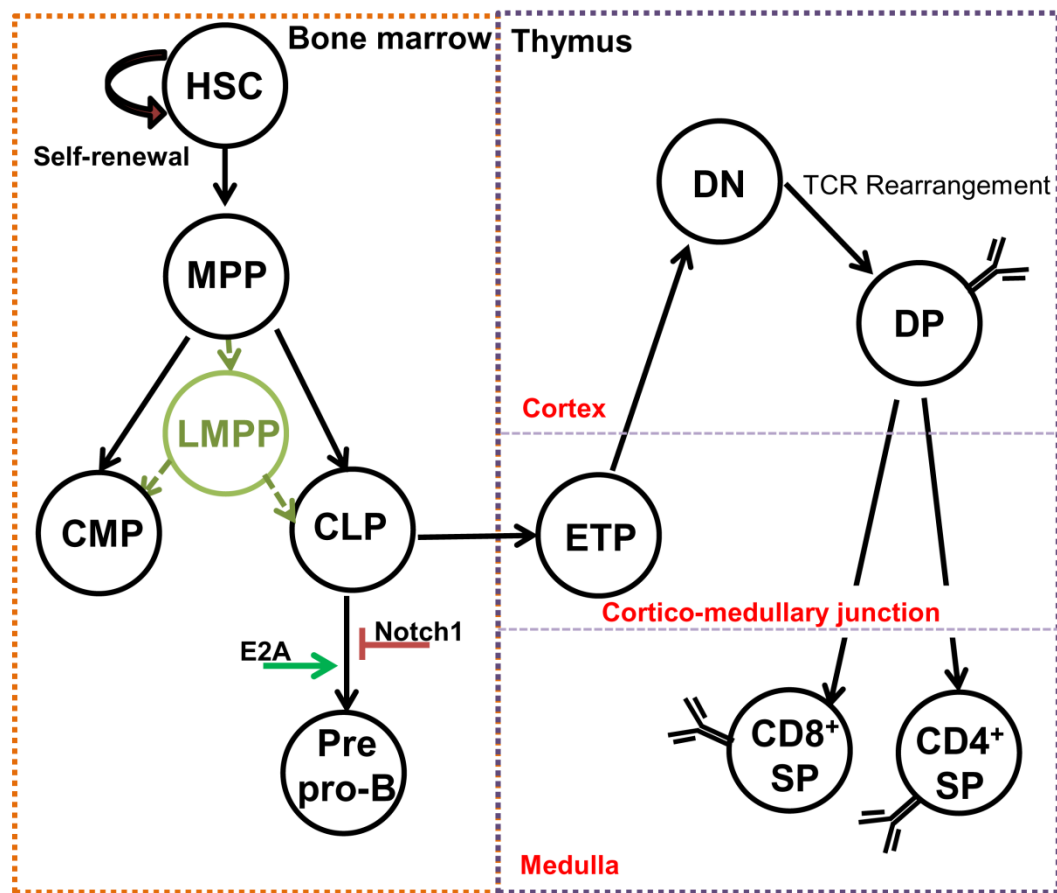 Bone marrow
HSC
Self-renewal
MPP
LMPP
CMP
CLP
Notch1
E2A
Pre
pro-B
Thymus
DN
TCR Rearrangement
DP
Cortex
ETP
Cortico-medullary junction
CD8⁺
SP
CD4⁺
SP
Medulla